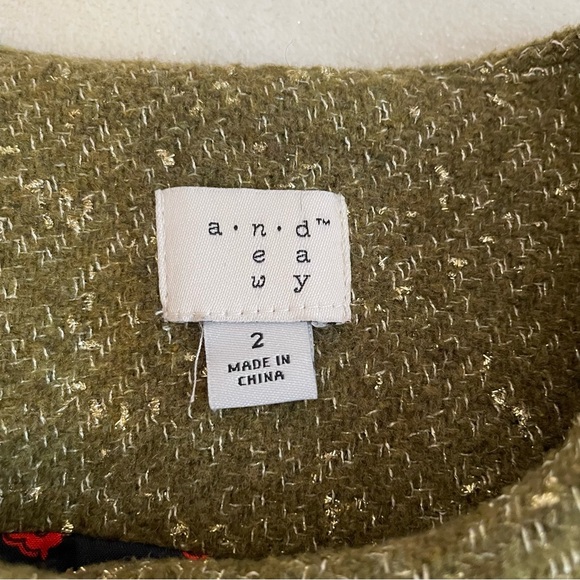 a · n · d™
e a
w y
2
MADE IN
CHINA